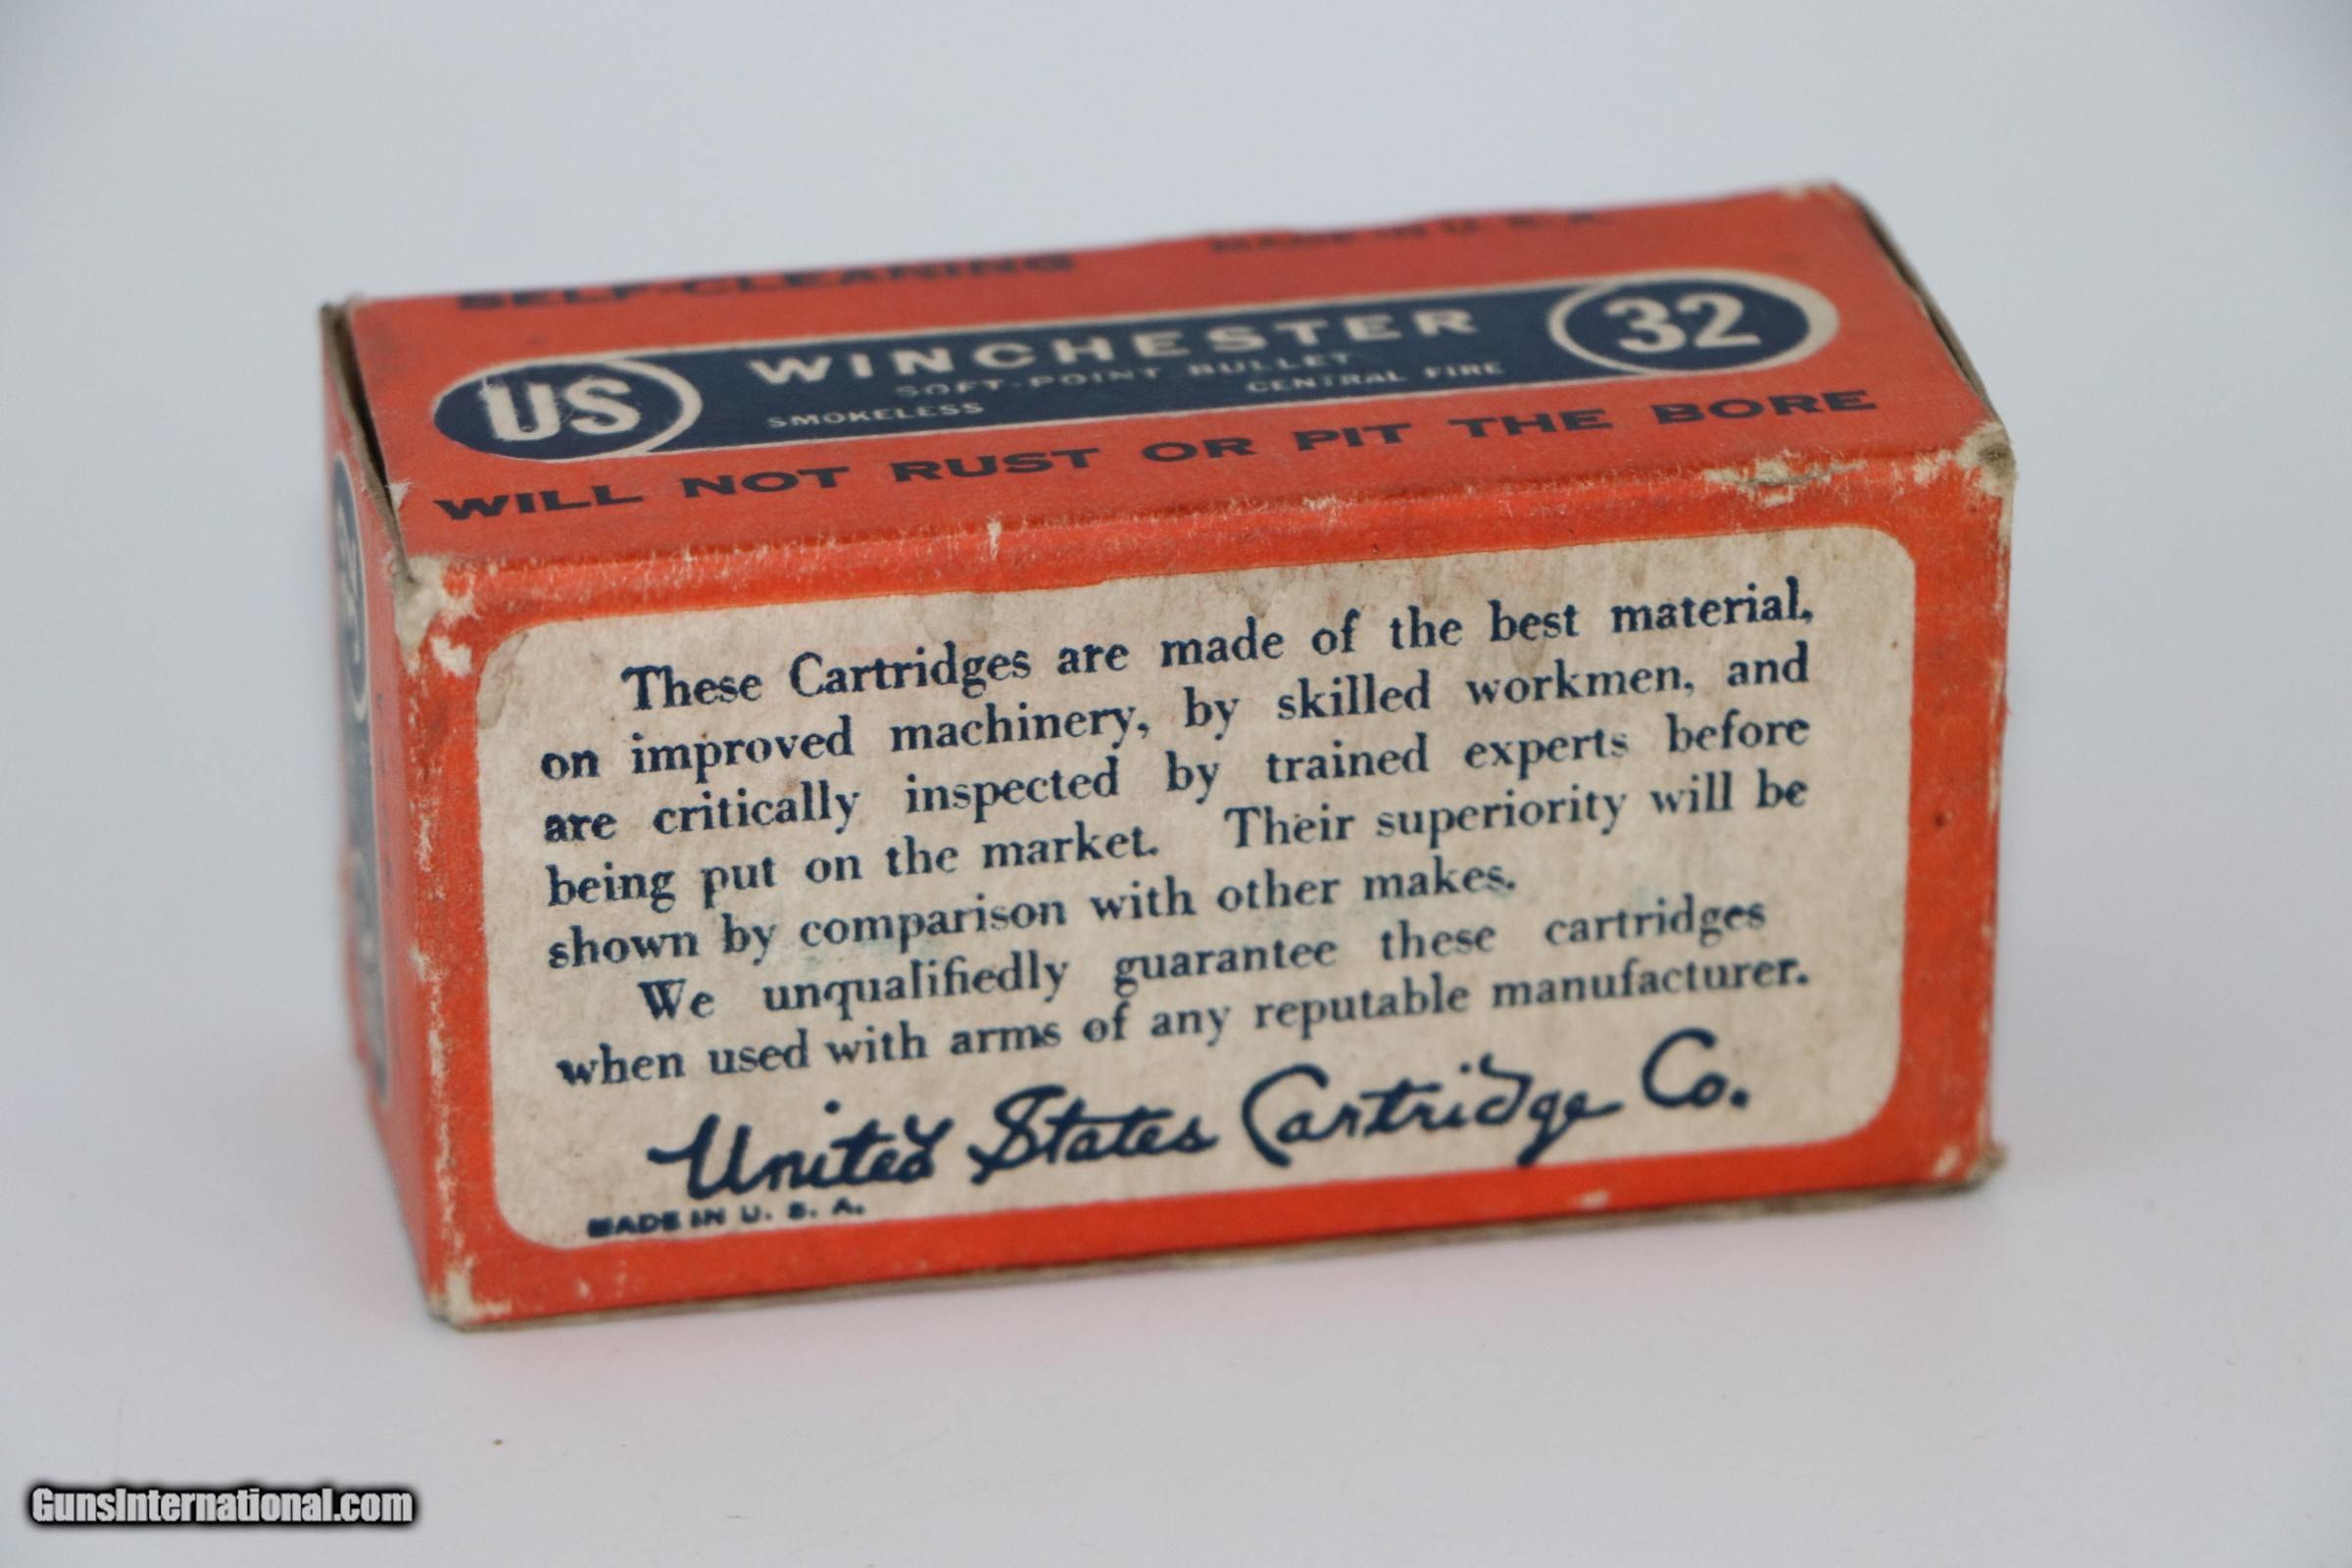 SELF-CLEANING MADE IN U.S.A.
US WINCHESTER 32
SOFT-POINT BULLET
SMOKELESS CENTRAL FIRE
WILL NOT RUST OR PIT THE BORE
These Cartridges are made of the best material,
on improved machinery, by skilled workmen, and
are critically inspected by trained experts before
being put on the market. Their superiority will be
shown by comparison with other makes.
We unqualifiedly guarantee these cartridges
when used with arms of any reputable manufacturer.
United States Cartridge Co.
MADE IN U. S. A.
GunsInternational.com